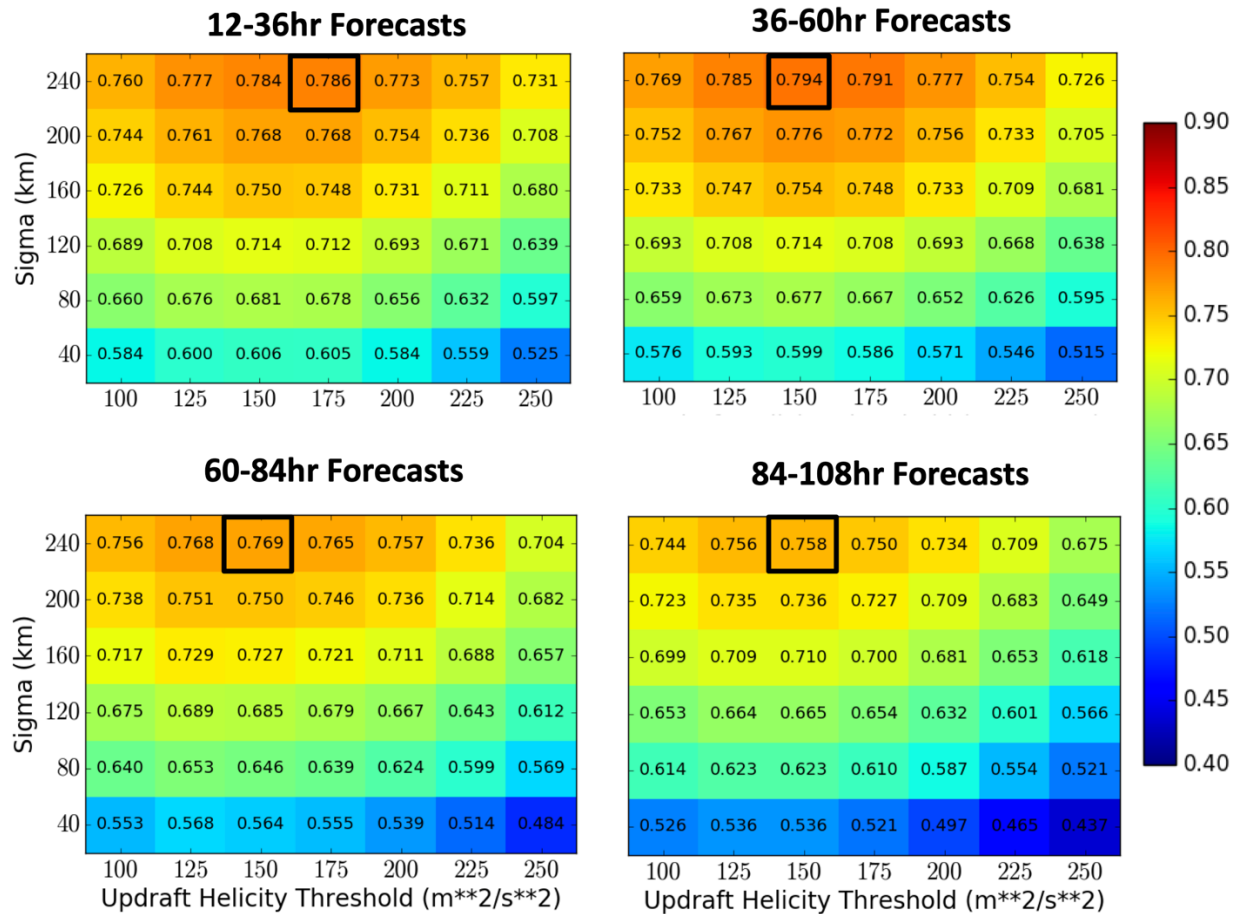 12-36hr Forecasts
36-60hr Forecasts
240 0.760 0.777 0.784 0.786 0.773 0.757 0.731
200 0.744 0.761 0.768 0.768 0.754 0.736 0.708
160 0.726 0.744 0.750 0.748 0.731 0.711 0.680
120 0.689 0.708 0.714 0.712 0.693 0.671 0.639
80 0.660 0.676 0.681 0.678 0.656 0.632 0.597
40 0.584 0.600 0.606 0.605 0.584 0.559 0.525
Sigma (km)
100 125 150 175 200 225 250
0.769 0.785 0.794 0.791 0.777 0.754 0.726
0.752 0.767 0.776 0.772 0.756 0.733 0.705
0.733 0.747 0.754 0.748 0.733 0.709 0.681
0.693 0.708 0.714 0.708 0.693 0.668 0.638
0.659 0.673 0.677 0.667 0.652 0.626 0.595
0.576 0.593 0.599 0.586 0.571 0.546 0.515
100 125 150 175 200 225 250
60-84hr Forecasts
84-108hr Forecasts
240 0.756 0.768 0.769 0.765 0.757 0.736 0.704
200 0.738 0.751 0.750 0.746 0.736 0.714 0.682
160 0.717 0.729 0.727 0.721 0.711 0.688 0.657
120 0.675 0.689 0.685 0.679 0.667 0.643 0.612
80 0.640 0.653 0.646 0.639 0.624 0.599 0.569
40 0.553 0.568 0.564 0.555 0.539 0.514 0.484
Sigma (km)
100 125 150 175 200 225 250
Updraft Helicity Threshold (m**2/s**2)
0.744 0.756 0.758 0.750 0.734 0.709 0.675
0.723 0.735 0.736 0.727 0.709 0.683 0.649
0.699 0.709 0.710 0.700 0.681 0.653 0.618
0.653 0.664 0.665 0.654 0.632 0.601 0.566
0.614 0.623 0.623 0.610 0.587 0.554 0.521
0.526 0.536 0.536 0.521 0.497 0.465 0.437
100 125 150 175 200 225 250
Updraft Helicity Threshold (m**2/s**2)
0.90
0.85
0.80
0.75
0.70
0.65
0.60
0.55
0.50
0.45
0.40